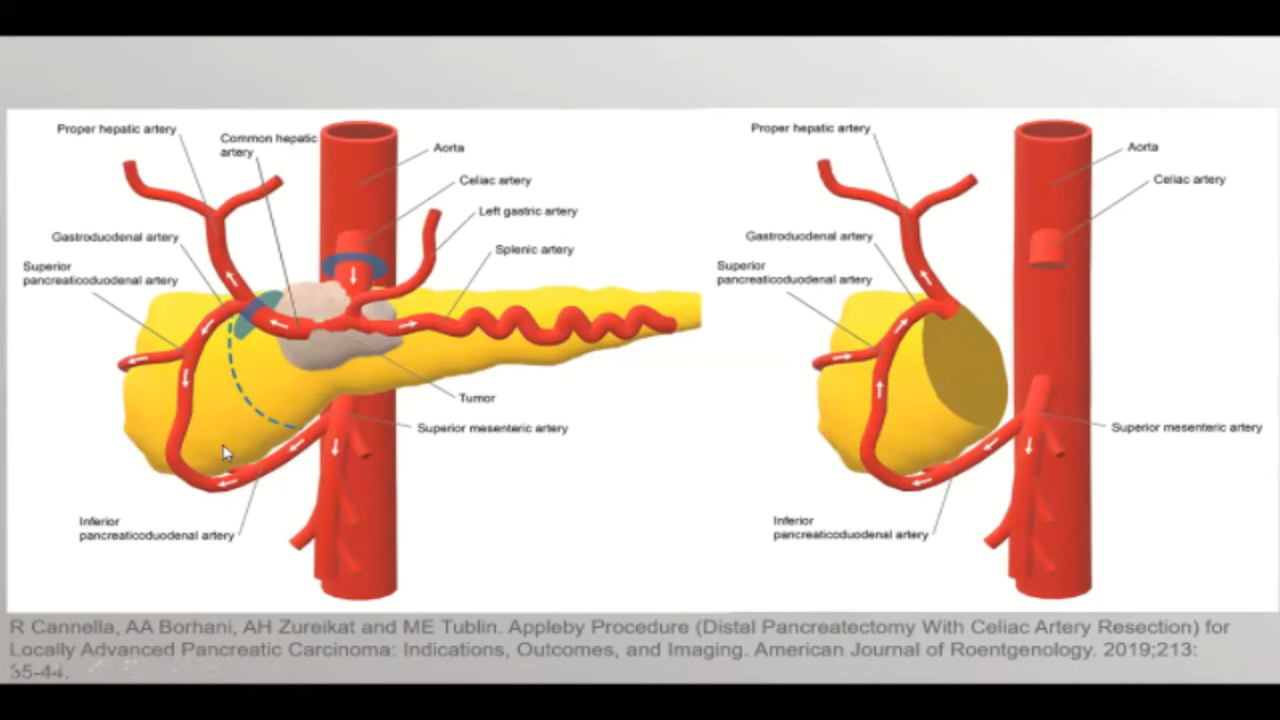 Proper hepatic artery
Common hepatic
artery
Aorta
Celiac artery
Left gastric artery
Gastroduodenal artery
Splenic artery
Superior
pancreaticoduodenal artery
Tumor
Superior mesenteric artery
Inferior
pancreaticoduodenal artery
Proper hepatic artery
Aorta
Celiac artery
Gastroduodenal artery
Superior
pancreaticoduodenal artery
Superior mesenteric artery
Inferior
pancreaticoduodenal artery
R Cannella, AA Borhani, AH Zureikat and ME Tublin. Appleby Procedure (Distal Pancreatectomy With Celiac Artery Resection) for
Locally Advanced Pancreatic Carcinoma: Indications, Outcomes, and Imaging. American Journal of Roentgenology. 2019;213:
35-44.